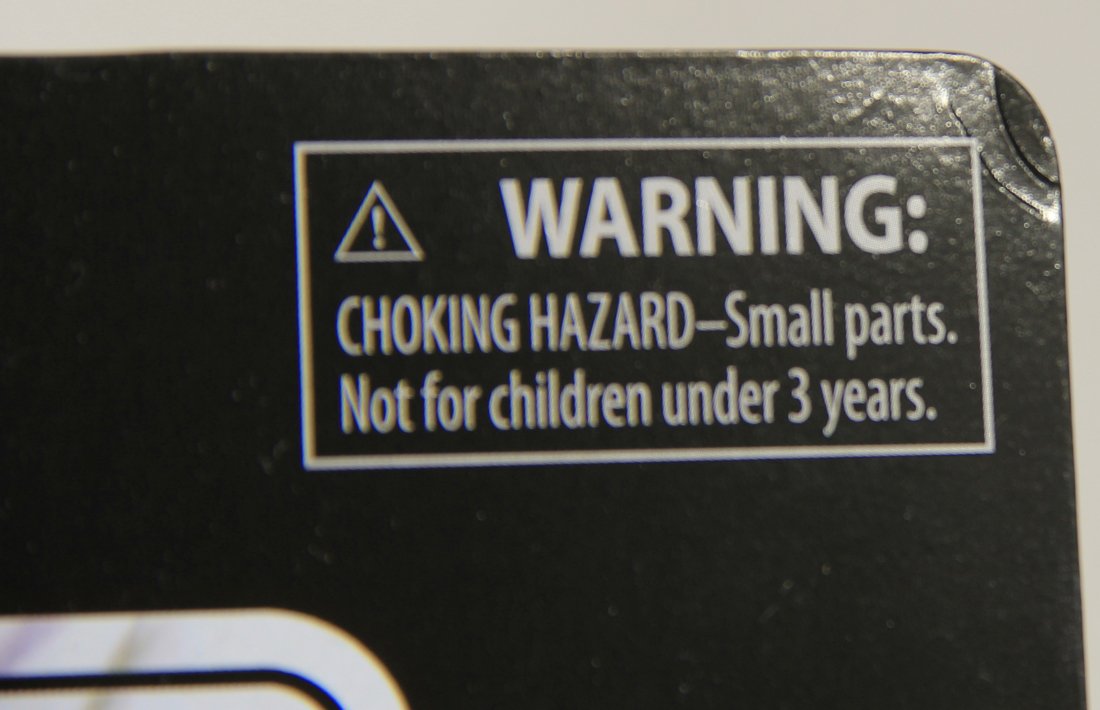 WARNING:
CHOKING HAZARD–Small parts.
Not for children under 3 years.